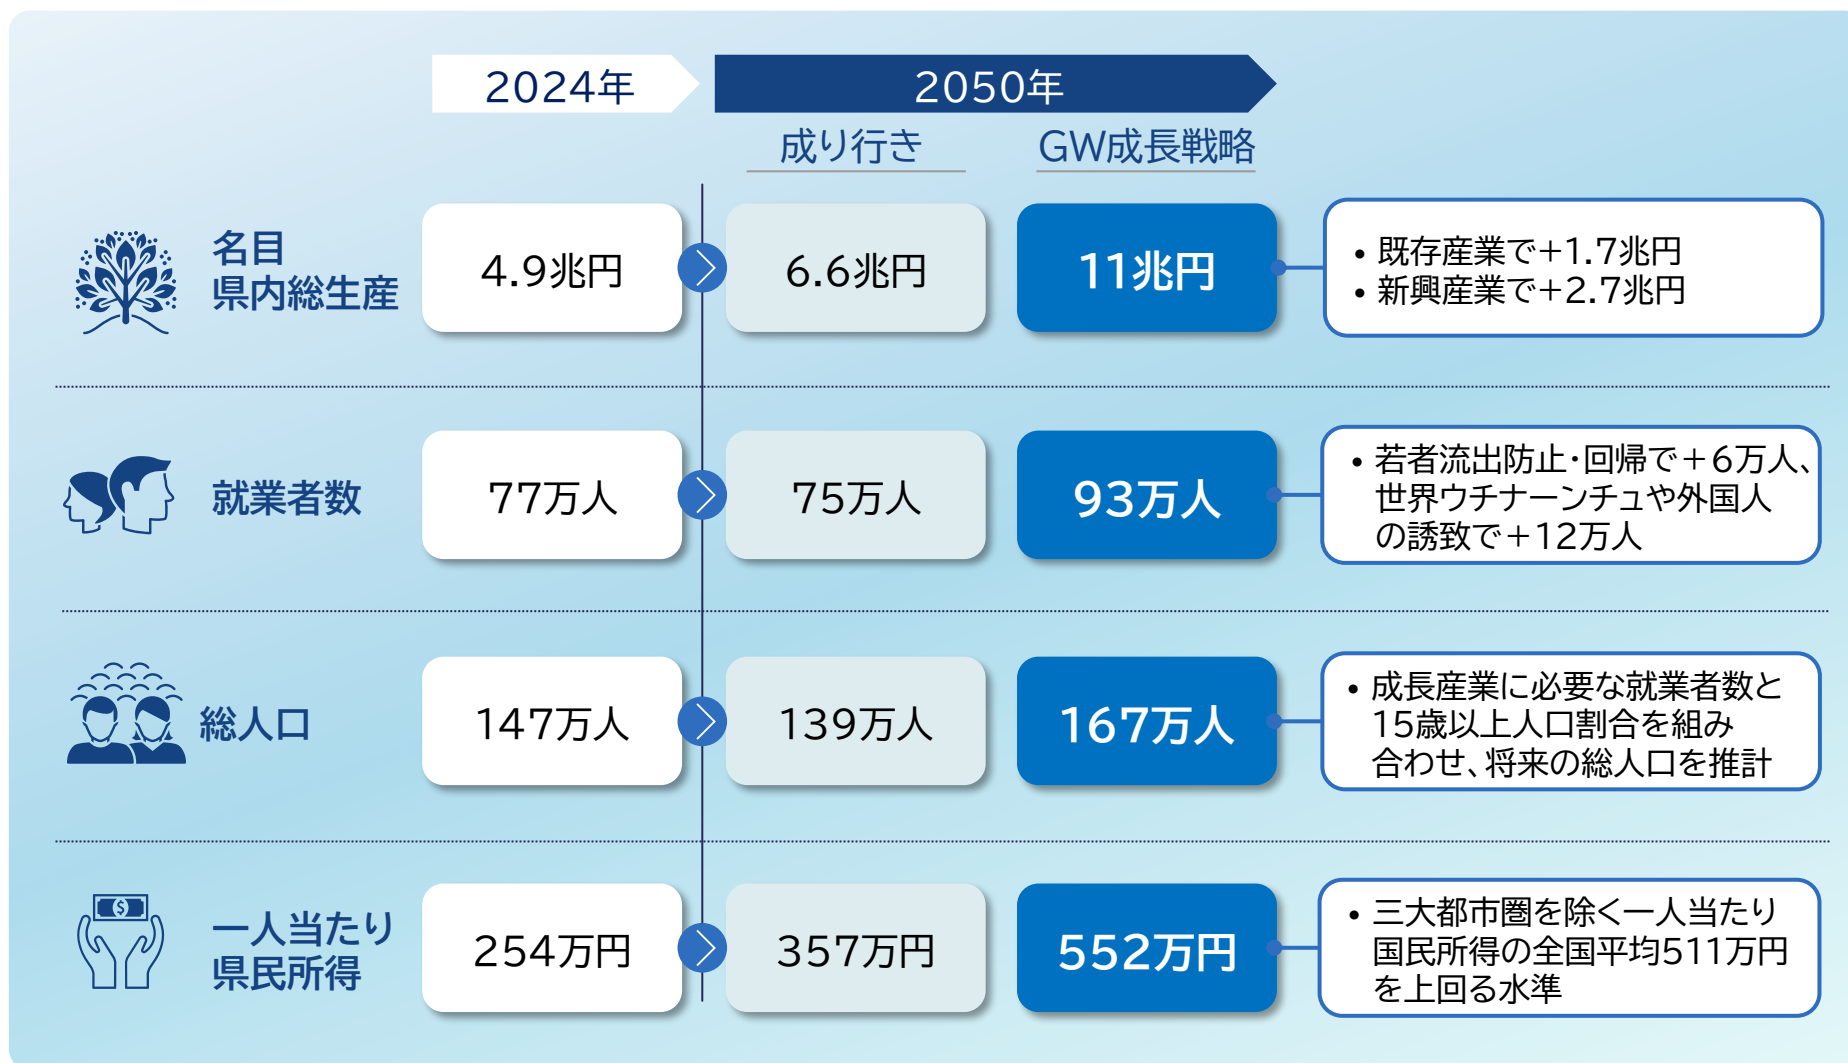 2024年
2050年
成り行き
GW成長戦略
名目
県内総生産
4.9兆円
6.6兆円
11兆円
• 既存産業で+1.7兆円
• 新興産業で+2.7兆円
就業者数
77万人
75万人
93万人
• 若者流出防止・回帰で＋6万人、
世界ウチナーンチュや外国人
の誘致で＋12万人
総人口
147万人
139万人
167万人
• 成長産業に必要な就業者数と
15歳以上人口割合を組み
合わせ、将来の総人口を推計
$
一人当たり
県民所得
254万円
357万円
552万円
• 三大都市圏を除く一人当たり
国民所得の全国平均511万円
を上回る水準